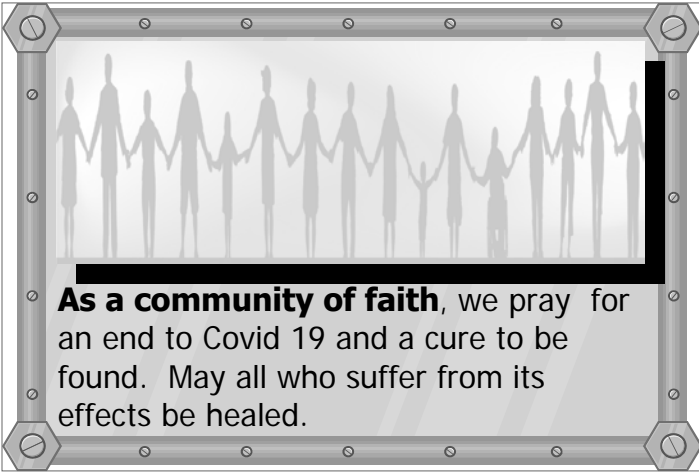 As a community of faith, we pray  for
an end to Covid 19 and a cure to be
found.  May all who suffer from its
effects be healed.